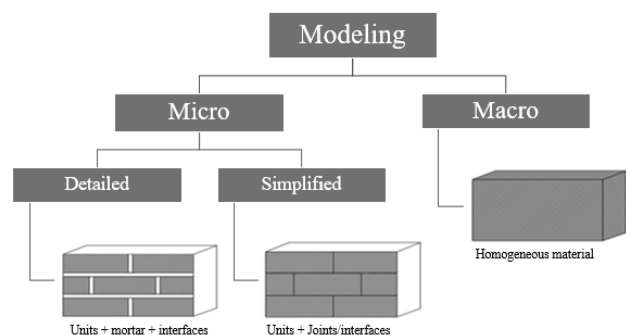 Modeling
Micro
Macro
Detailed
Simplified
Homogeneous material
Units + mortar + interfaces
Units + Joints/interfaces